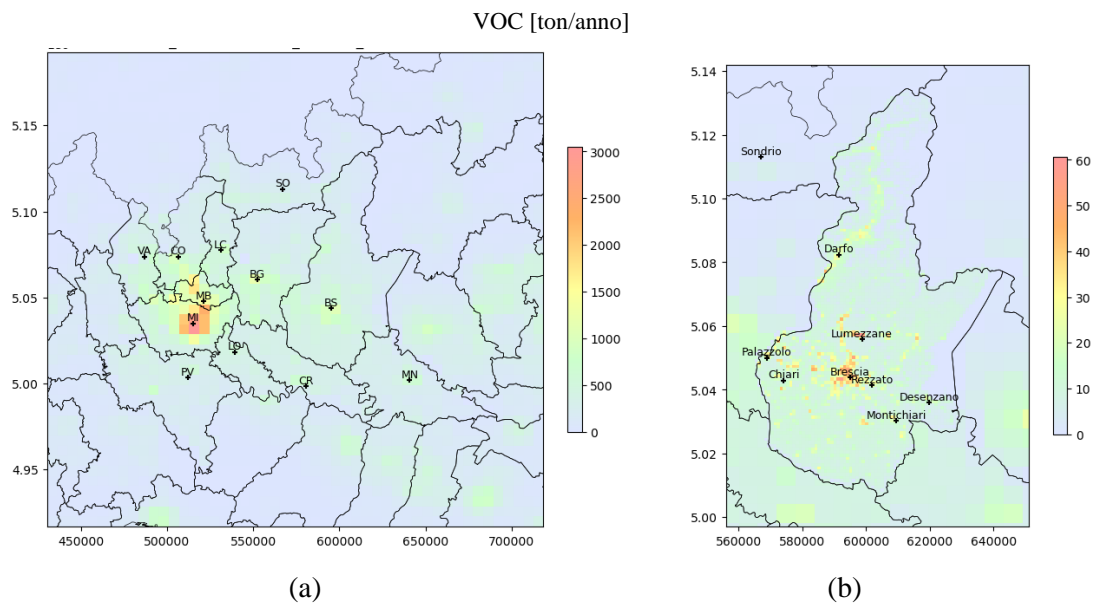 VOC [ton/anno]
5.15
5.10
5.05
5.00
4.95
450000 500000 550000 600000 650000 700000
SO
VA CO LC
BG
MB
BS
MI
LO
PV CR MN
3000
2500
2000
1500
1000
500
0
(a)
5.14
5.12
5.10
5.08
5.06
5.04
5.02
5.00
560000 580000 600000 620000 640000
Sondrio
Darfo
Lumezzane
Palazzolo
Chiari Brescia
Rezzato
Desenzano
Montichiari
60
50
40
30
20
10
0
(b)